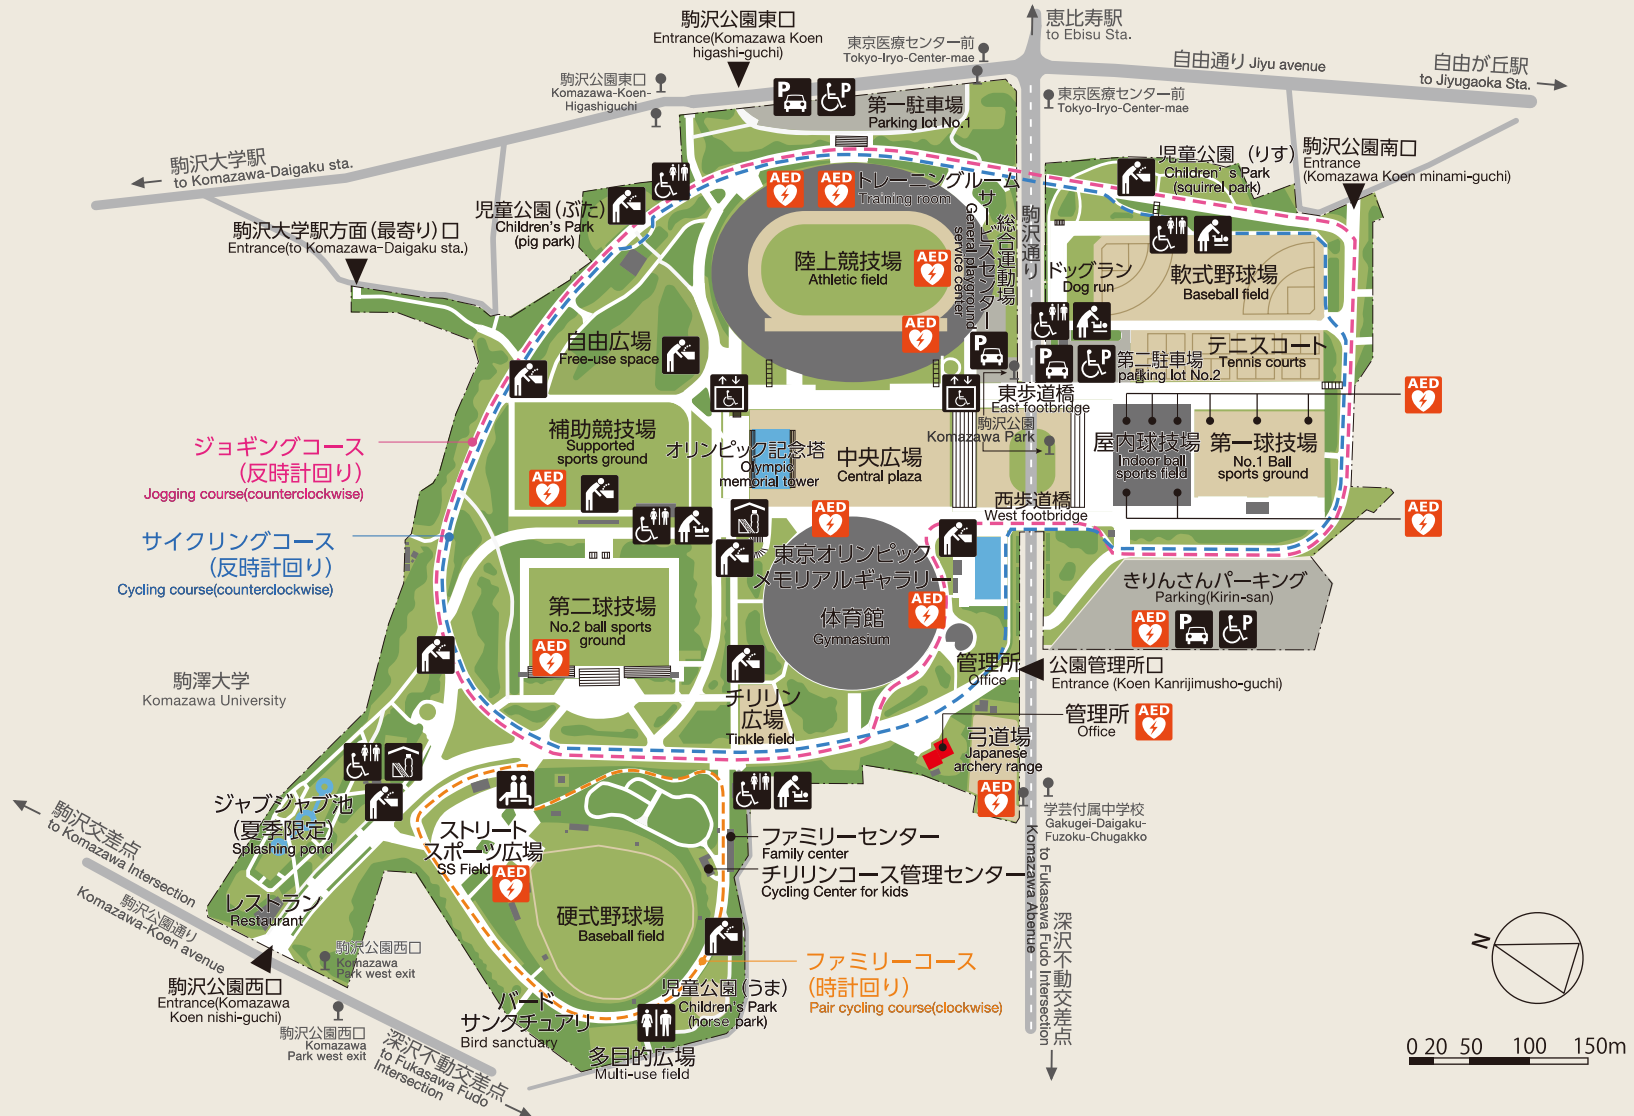 駒沢公園東口
Entrance(Komazawa Koen
higashi-guchi)
東京医療センター前
Tokyo-Iryo-Center-mae
恵比寿駅
to Ebisu Sta.
自由通り Jiyu avenue
自由が丘駅
to Jiyugaoka Sta.
駒沢公園東口
Komazawa-Koen-
Higashiguchi
P
P
第一駐車場
Parking lot No.1
東京医療センター前
Tokyo-Iryo-Center-mae
駒沢大学駅
to Komazawa-Daigaku sta.
児童公園（りす）
Children's Park
(squirrel park)
駒沢公園南口
Entrance
(Komazawa Koen minami-guchi)
AED
AED
トレーニングルーム
Training room
児童公園（ぶた）
Children's Park
(pig park)
駒沢大学駅方面（最寄り）口
Entrance(to Komazawa-Daigaku sta.)
総合運動場
サービスセンター
General playground
service center
駒沢通り
陸上競技場
Athletic field
AED
AED
ドッグラン
Dog run
軟式野球場
Baseball field
自由広場
Free-use space
P
P
P
第二駐車場
parking lot No.2
テニスコート
Tennis courts
東歩道橋
East footbridge
AED
駒沢公園
Komazawa Park
補助競技場
Supported
sports ground
AED
オリンピック記念塔
Olympic
memorial tower
中央広場
Central plaza
屋内球技場
Indoor ball
sports field
第一球技場
No.1 Ball
sports ground
ジョギングコース
（反時計回り）
Jogging course(counterclockwise)
西歩道橋
West footbridge
AED
AED
サイクリングコース
（反時計回り）
Cycling course(counterclockwise)
東京オリンピック
メモリアルギャラリー
体育館
Gymnasium
AED
きりんさんパーキング
Parking(Kirin-san)
AED
P
P
第二球技場
No.2 ball sports
ground
AED
管理所
Office
公園管理所口
Entrance (Koen Kanrijimusho-guchi)
駒澤大学
Komazawa University
チリリン
広場
Tinkle field
管理所
Office
AED
弓道場
Japanese
archery range
AED
学芸付属中学校
Gakugei-Daigaku-
Fuzoku-Chugakko
ジャブジャブ池
（夏季限定）
Splashing pond
駒沢交差点
to Komazawa Intersection
ストリート
スポーツ広場
SS Field
AED
ファミリーセンター
Family center
チリリンコース管理センター
Cycling Center for kids
レストラン
Restaurant
駒沢公園通り
Komazawa-Koen avenue
硬式野球場
Baseball field
Komazawa Abenue
to Fukasawa Fudo Intersection
深沢不動交差点
駒沢公園西口
Komazawa
Park west exit
駒沢公園西口
Entrance(Komazawa
Koen nishi-guchi)
ファミリーコース
（時計回り）
Pair cycling course(clockwise)
児童公園（うま）
Children's Park
(horse park)
バード
サンクチュアリ
Bird sanctuary
駒沢公園西口
Komazawa
Park west exit
深沢不動交差点
to Fukasawa Fudo
Intersection
多目的広場
Multi-use field
N
0 20 50 100 150m